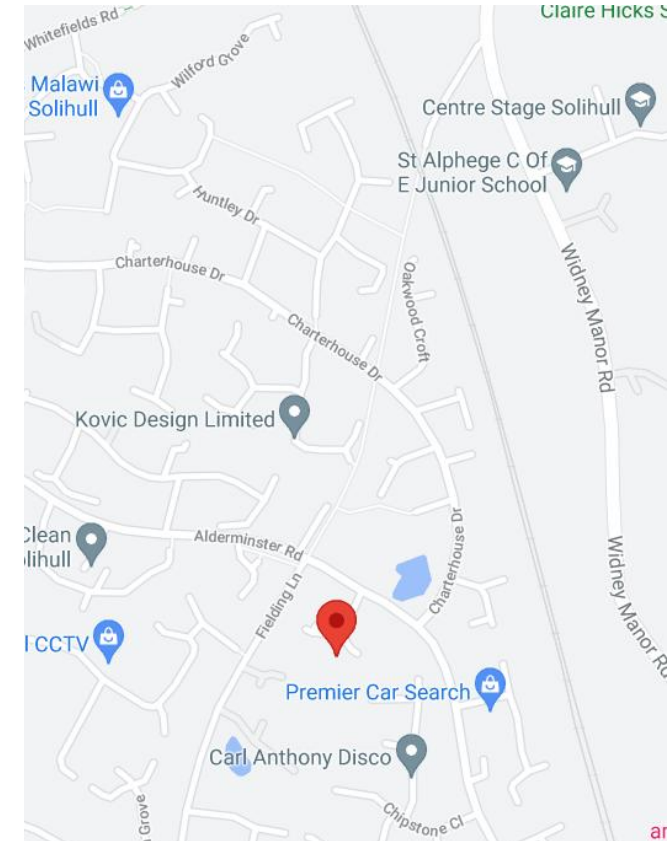 Claire Hicks S
Whitefields Rd
Wilford Grove
Malawi
Solihull
Centre Stage Solihull
St Alphege C Of
E Junior School
Huntley Dr
Charterhouse Dr
Oakwood Croft
Widney Manor Rd
Charterhouse Dr
Kovic Design Limited
Clean
olihull
Alderminster Rd
Charterhouse Dr
Widney Manor Rd
Fielding Ln
l CCTV
Premier Car Search
Carl Anthony Disco
Grove
Chipstone Cl
ar